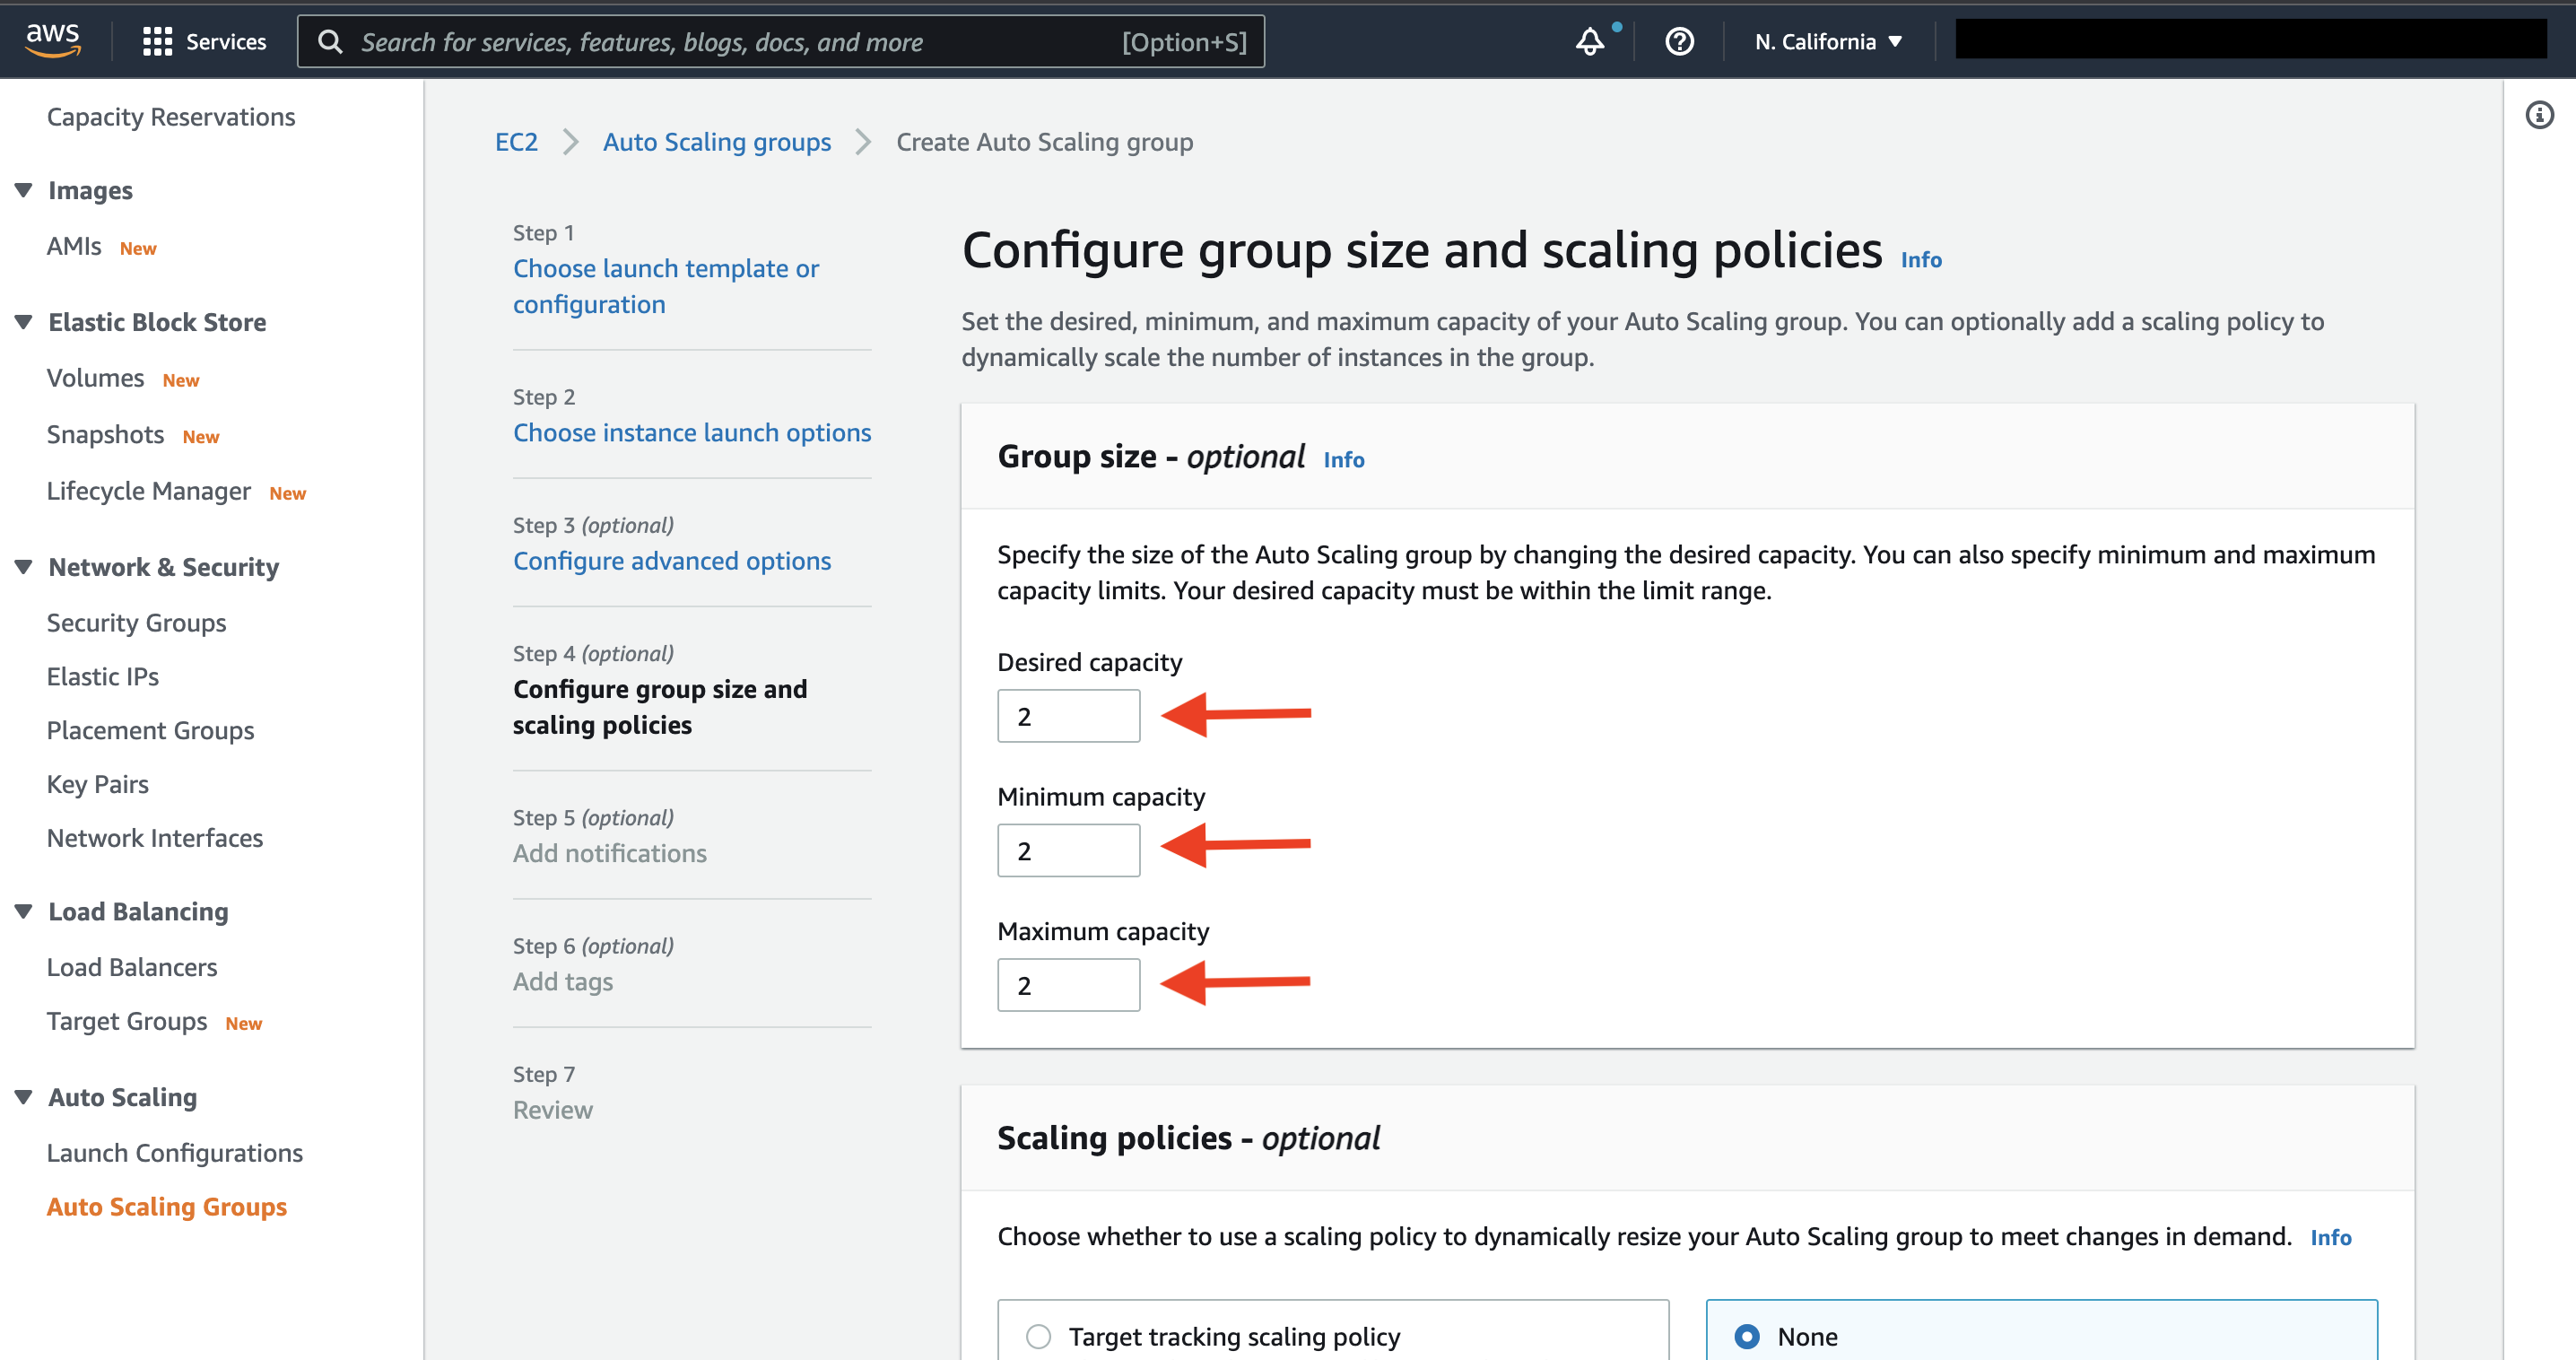 aws
Services
Search for services, features, blogs, docs, and more
[Option+S]
N. California
Capacity Reservations
Images
AMIs New
Elastic Block Store
Volumes New
Snapshots New
Lifecycle Manager New
Network & Security
Security Groups
Elastic IPs
Placement Groups
Key Pairs
Network Interfaces
Load Balancing
Load Balancers
Target Groups New
Auto Scaling
Launch Configurations
Auto Scaling Groups
EC2
Auto Scaling groups
Create Auto Scaling group
Step 1
Choose launch template or
configuration
Step 2
Choose instance launch options
Step 3 (optional)
Configure advanced options
Step 4 (optional)
Configure group size and
scaling policies
Step 5 (optional)
Add notifications
Step 6 (optional)
Add tags
Step 7
Review
Configure group size and scaling policies Info
Set the desired, minimum, and maximum capacity of your Auto Scaling group. You can optionally add a scaling policy to
dynamically scale the number of instances in the group.
Group size - optional Info
Specify the size of the Auto Scaling group by changing the desired capacity. You can also specify minimum and maximum
capacity limits. Your desired capacity must be within the limit range.
Desired capacity
2
Minimum capacity
2
Maximum capacity
2
Scaling policies - optional
Choose whether to use a scaling policy to dynamically resize your Auto Scaling group to meet changes in demand. Info
Target tracking scaling policy
None